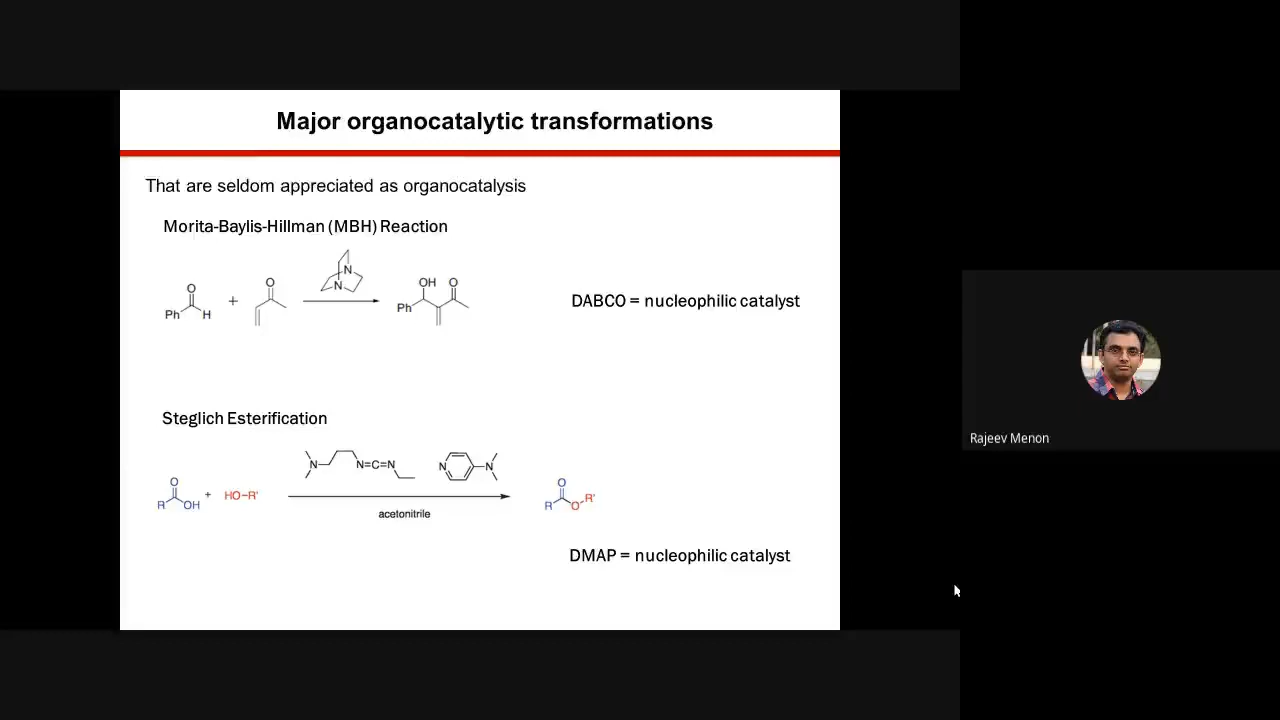 Major organocatalytic transformations
That are seldom appreciated as organocatalysis
Morita-Baylis-Hillman (MBH) Reaction
O
Ph
H
+
O
N
N
OH
O
Ph
DABCO = nucleophilic catalyst
Steglich Esterification
N
N=C=N
N
N
O
R
OH
+
HO-R'
acetonitrile
O
R
O
R'
DMAP = nucleophilic catalyst
Rajeev Menon